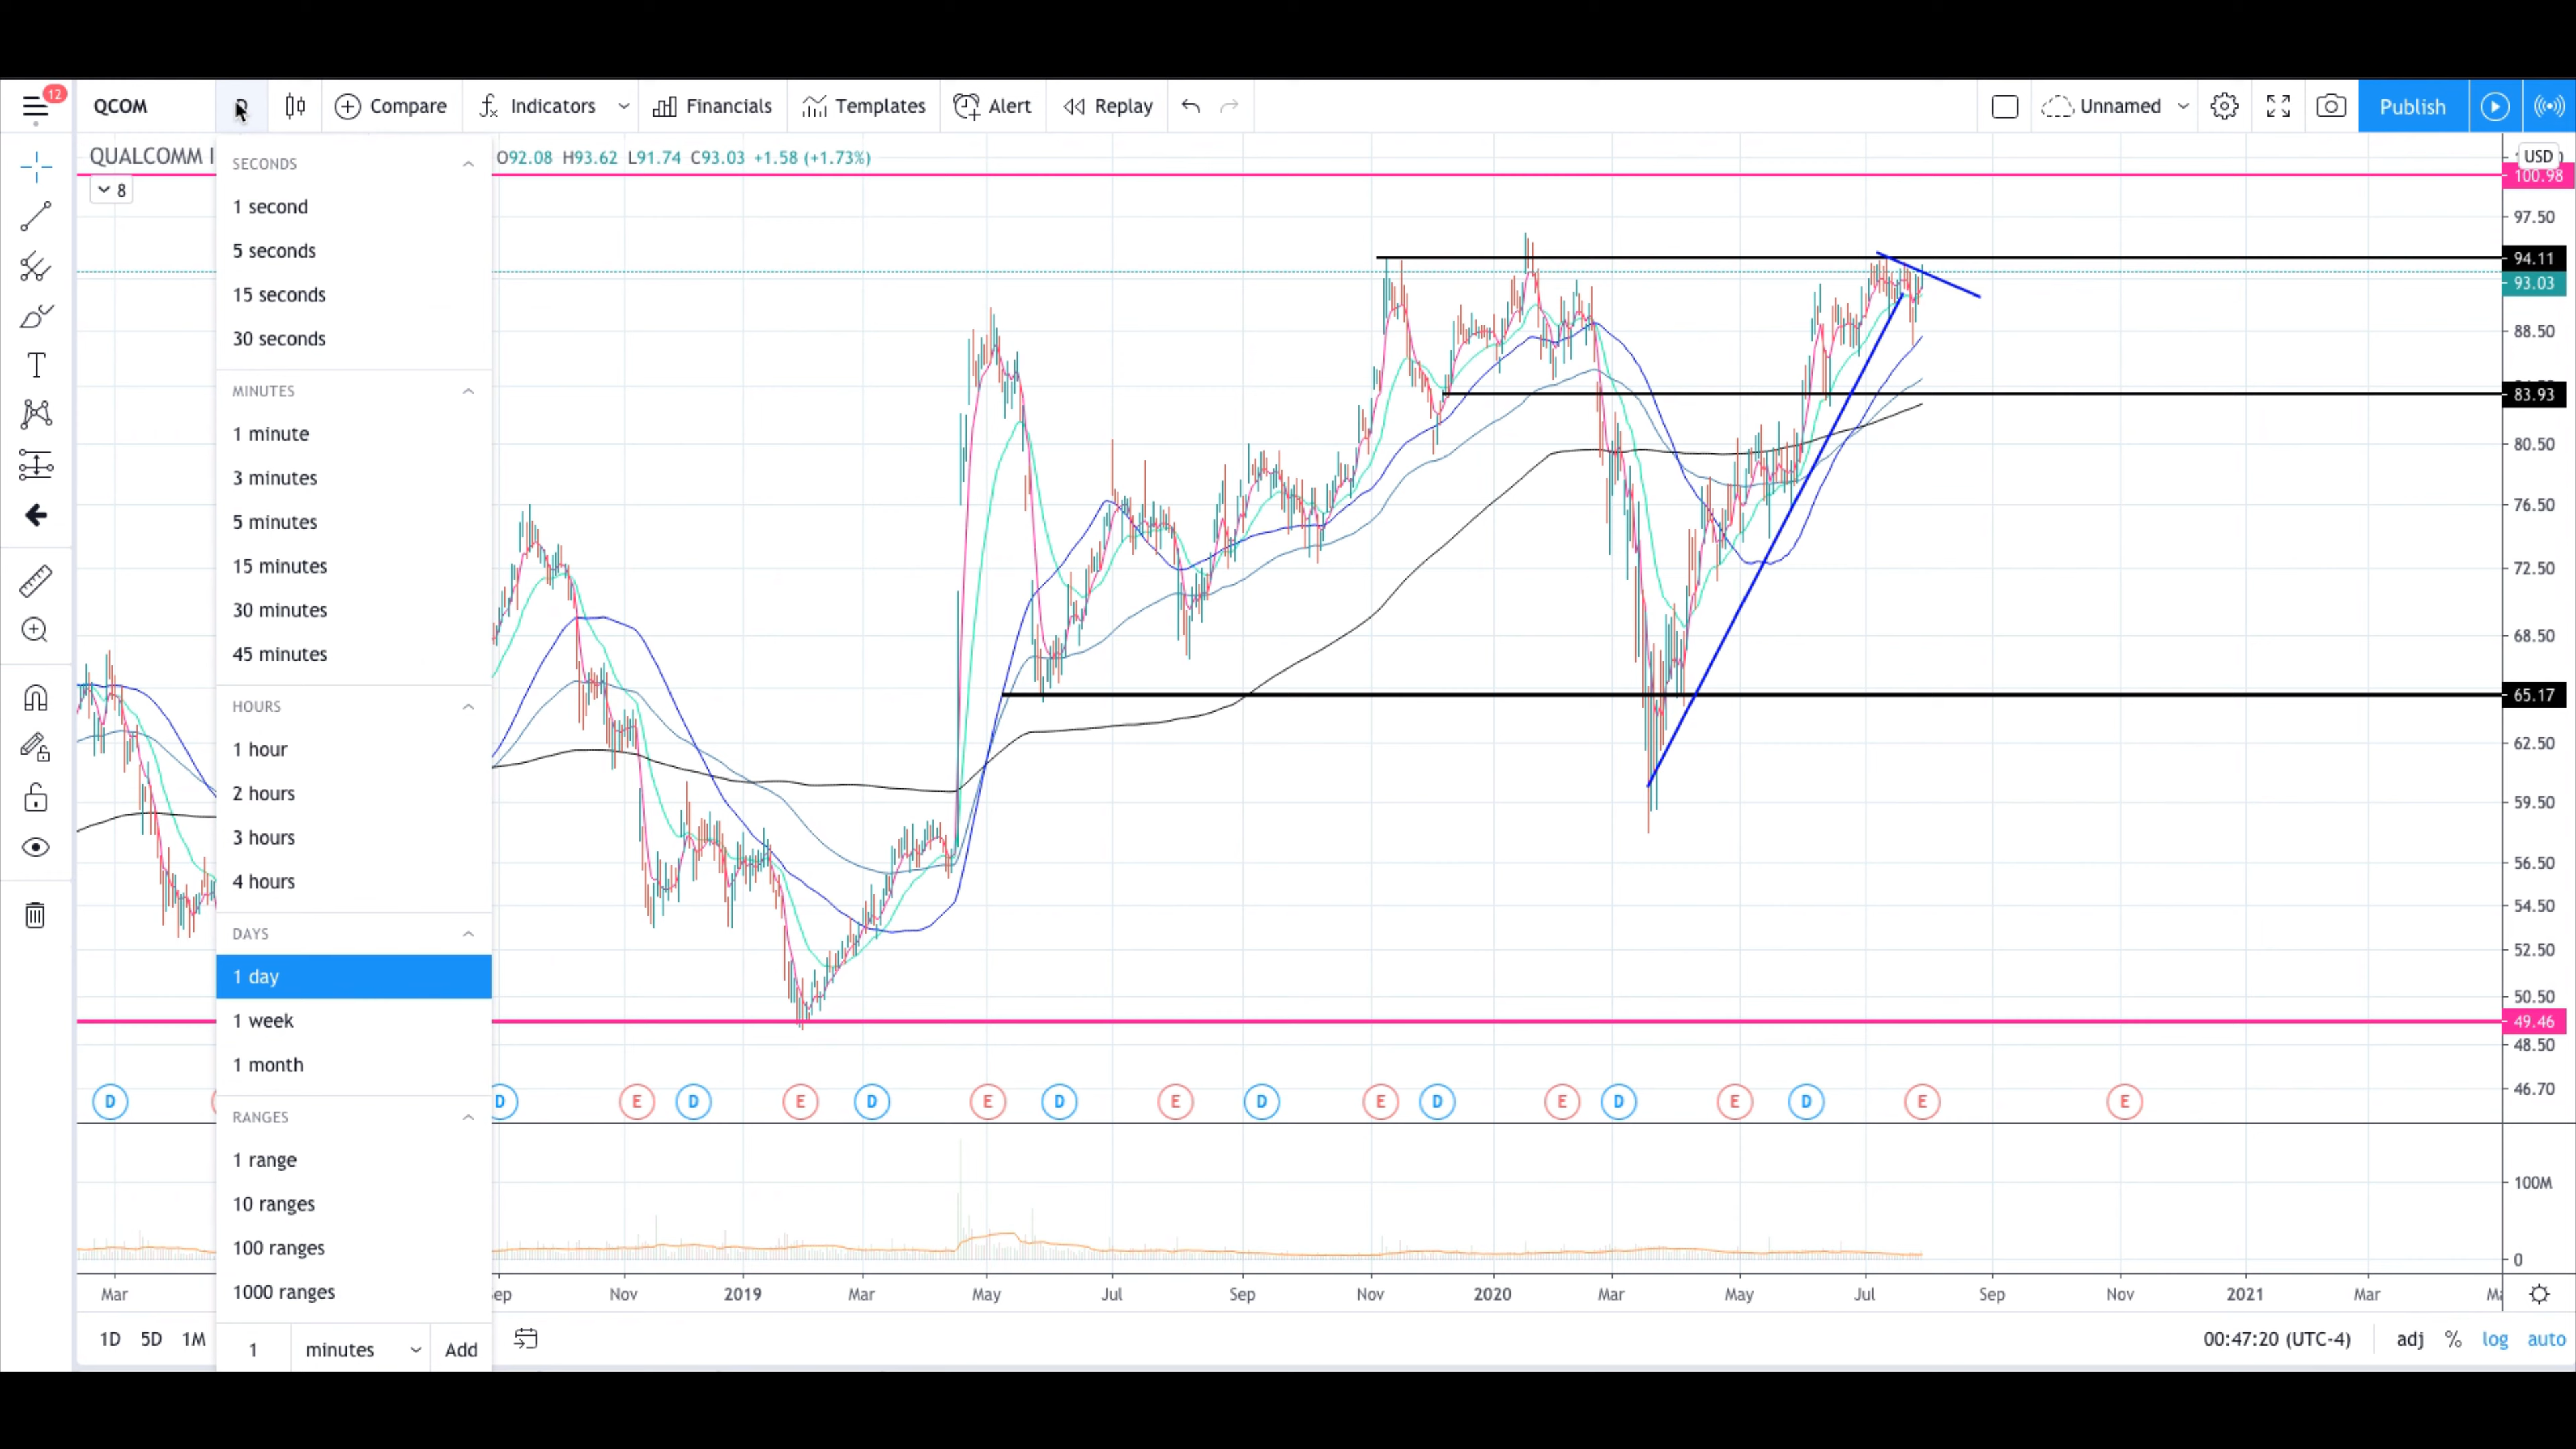 12
QCOM
D
Compare
Indicators
Financials
Templates
Alert
Replay
Unnamed
Publish
QUALCOMM I
O92.08 H93.62 L91.74 C93.03 +1.58 (+1.73%)
8
SECONDS
1 second
5 seconds
15 seconds
30 seconds
MINUTES
1 minute
3 minutes
5 minutes
15 minutes
30 minutes
45 minutes
HOURS
1 hour
2 hours
3 hours
4 hours
DAYS
1 day
1 week
1 month
RANGES
1 range
10 ranges
100 ranges
1000 ranges
1 minutes Add
USD
100.98
97.50
94.11
93.03
88.50
83.93
80.50
76.50
72.50
68.50
65.17
62.50
59.50
56.50
54.50
52.50
50.50
49.46
48.50
46.70
D D E D E D E D E D E D E D E D E E
100M
0
Mar ep Nov 2019 Mar May Jul Sep Nov 2020 Mar May Jul Sep Nov 2021 Mar
1D 5D 1M
00:47:20 (UTC-4) adj % log auto